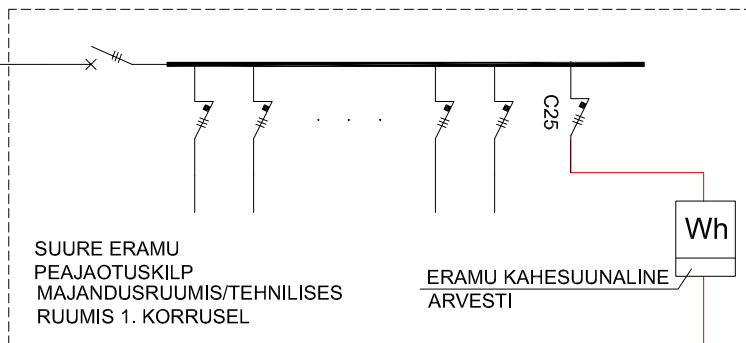 C25
Wh
SUURE ERAMU
PEAJAOTUSKILP
MAJANDUSRUUMIS/TEHNILISES
RUUMIS 1. KORRUSEL
ERAMU KAHESUUNALINE
ARVESTI